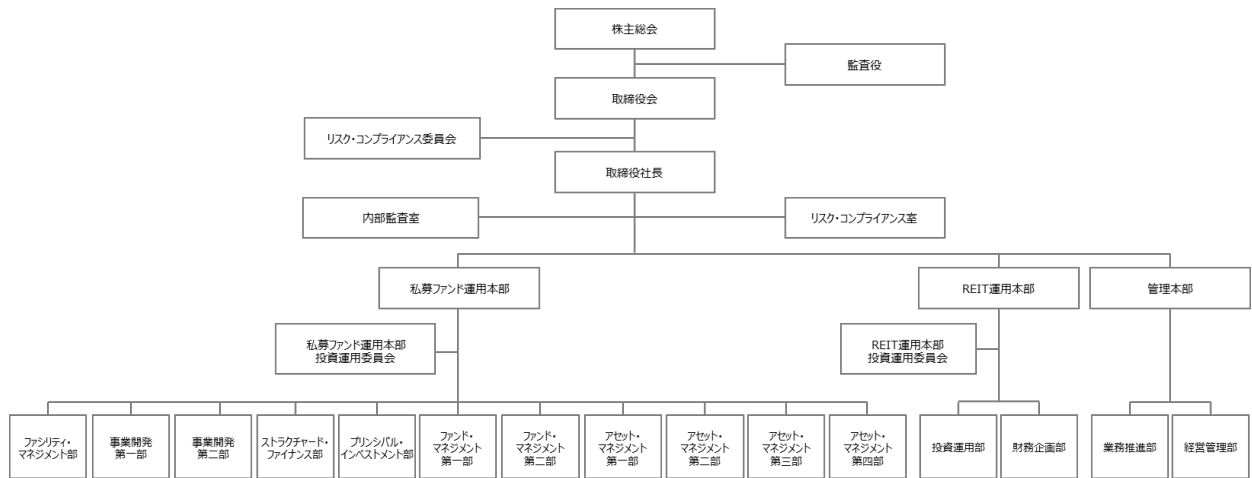 株主総会
監査役
取締役会
リスク・コンプライアンス委員会
取締役社長
内部監査室
リスク・コンプライアンス室
私募ファンド運用本部
REIT運用本部
管理本部
私募ファンド運用本部
投資運用委員会
REIT運用本部
投資運用委員会
ファシリティ・
マネジメント部
事業開発
第一部
事業開発
第二部
ストラクチャード・
ファイナンス部
プリンシパル・
インベストメント部
ファンド・
マネジメント
第一部
ファンド・
マネジメント
第二部
アセット・
マネジメント
第一部
アセット・
マネジメント
第二部
アセット・
マネジメント
第三部
アセット・
マネジメント
第四部
投資運用部
財務企画部
業務推進部
経営管理部